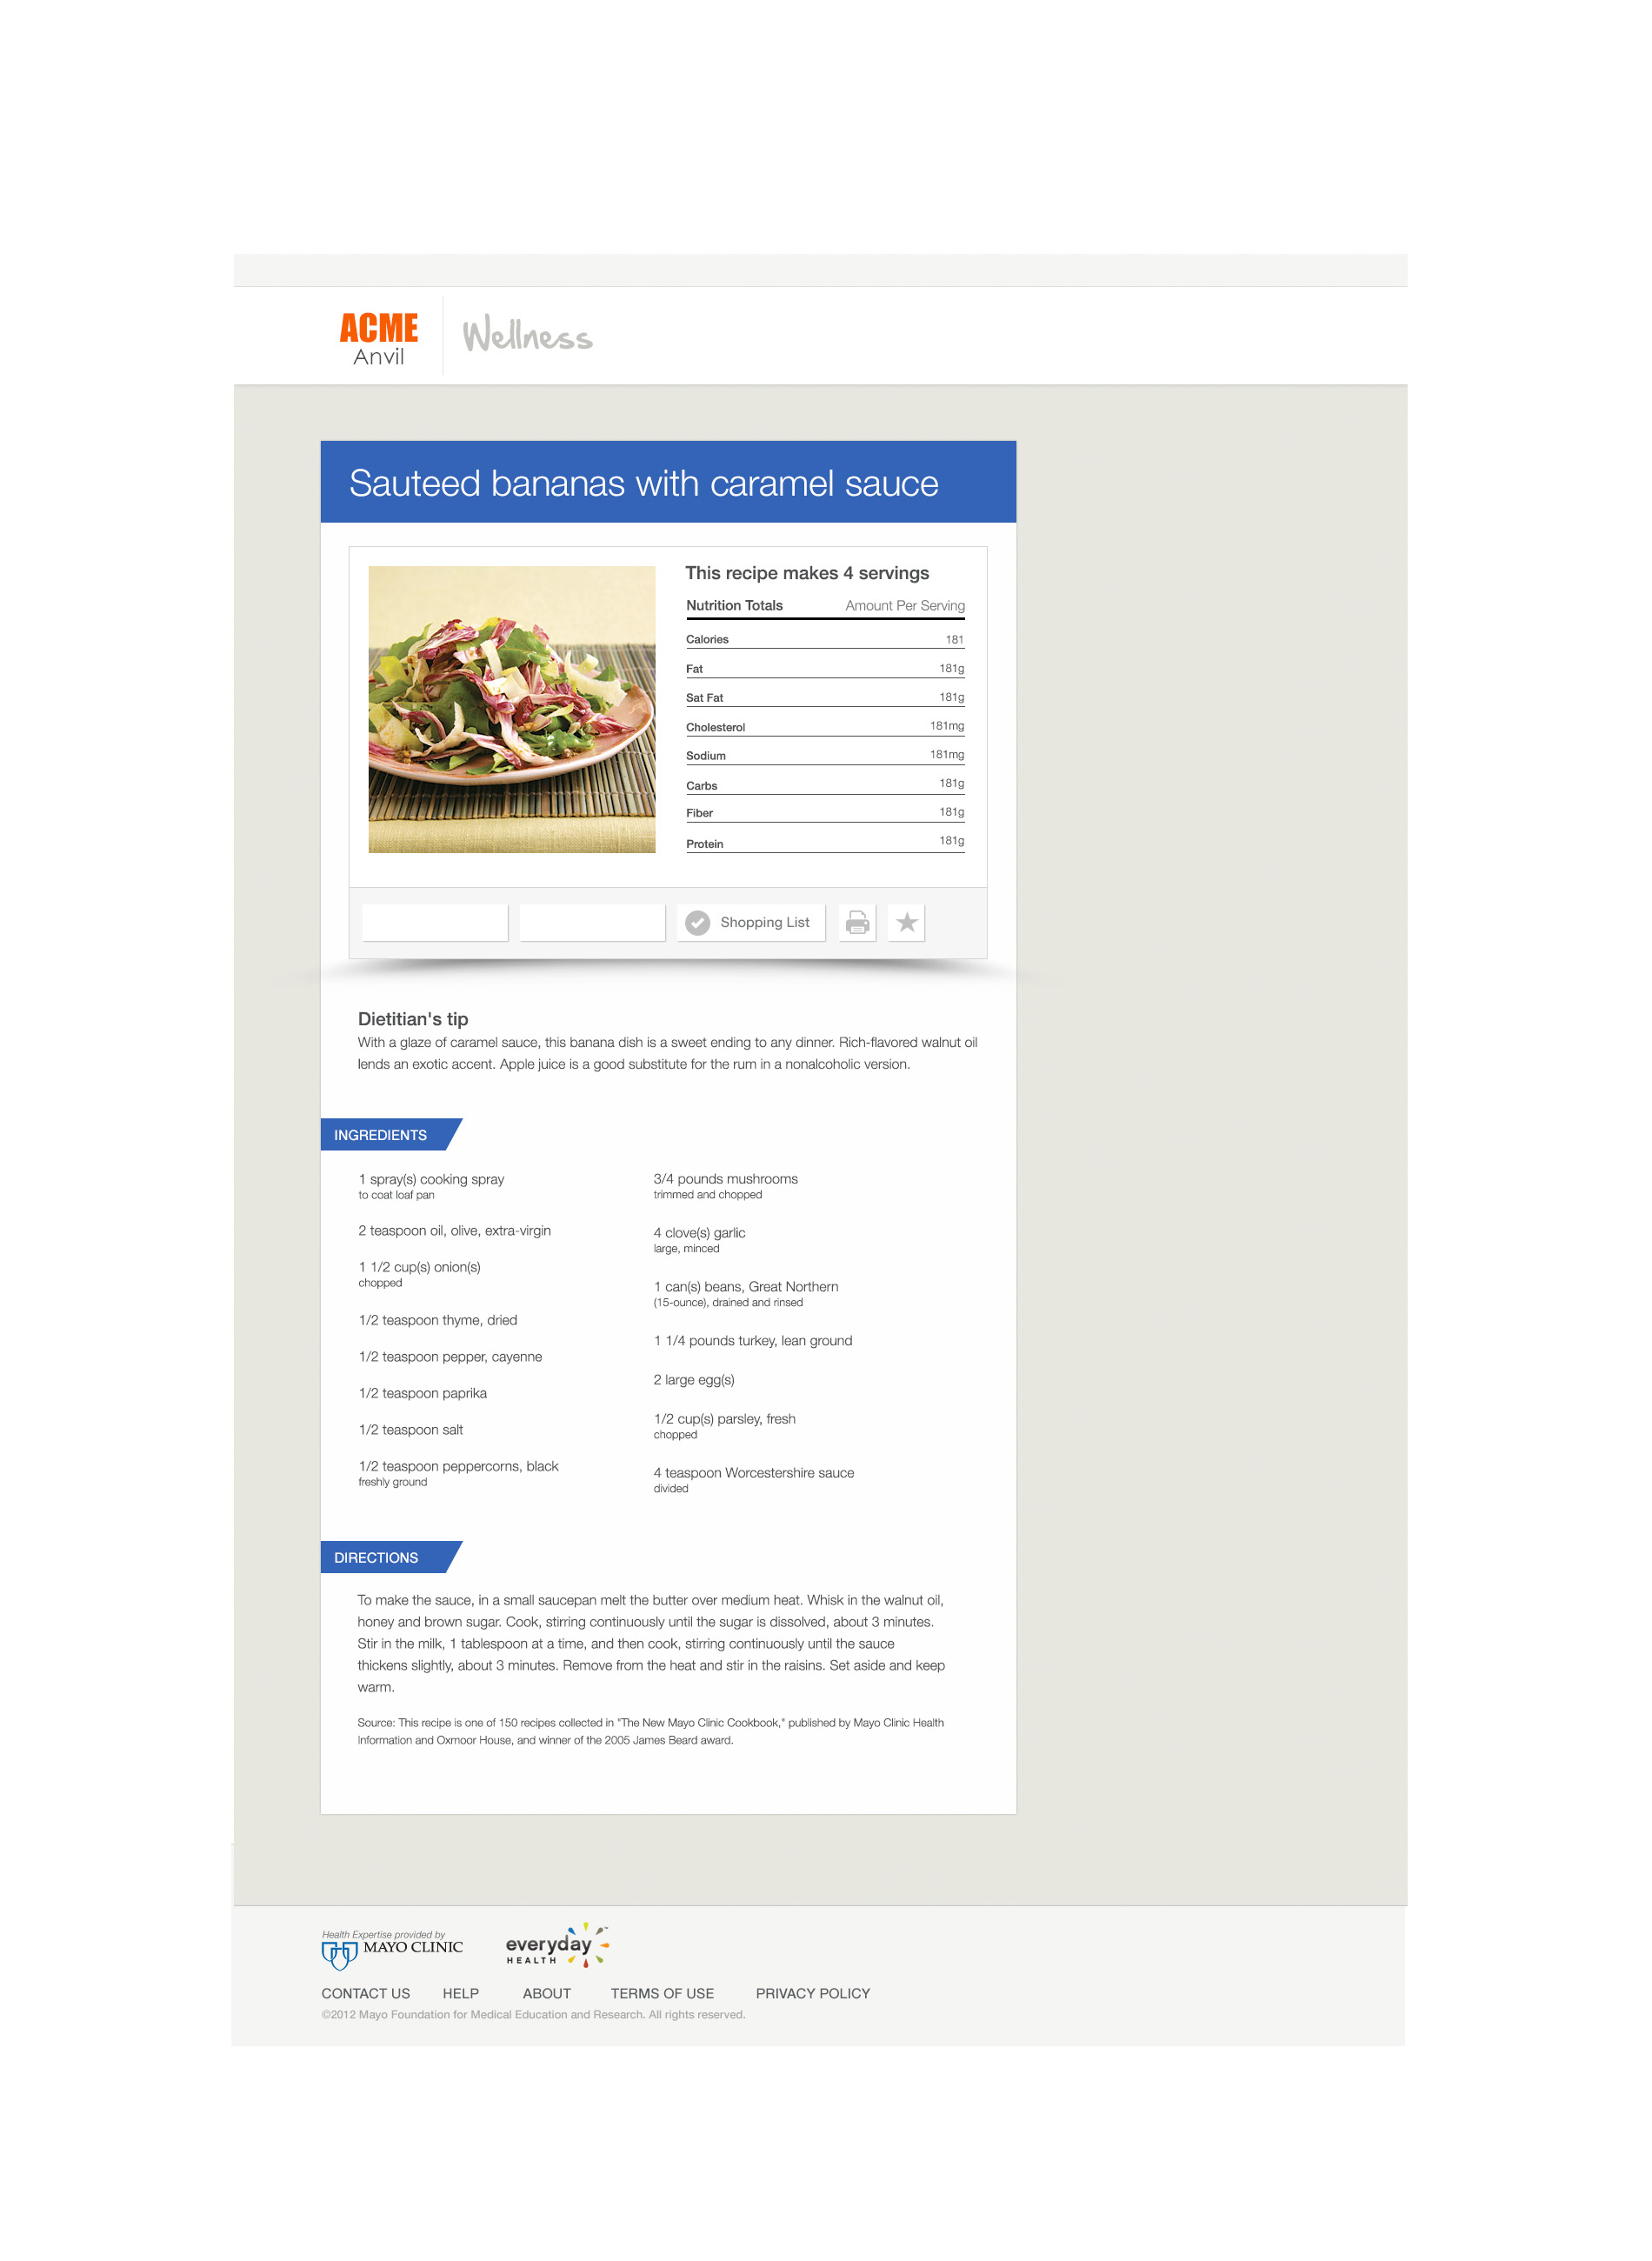 ACME
Anvil
Wellness
Sauteed bananas with caramel sauce
This recipe makes 4 servings
Nutrition Totals Amount Per Serving
Calories 181
Fat 181g
Sat Fat 181g
Cholesterol 181mg
Sodium 181mg
Carbs 181g
Fiber 181g
Protein 181g
Shopping List
Dietitian's tip
With a glaze of caramel sauce, this banana dish is a sweet ending to any dinner. Rich-flavored walnut oil
lends an exotic accent. Apple juice is a good substitute for the rum in a nonalcoholic version.
INGREDIENTS
1 spray(s) cooking spray
to coat loaf pan
2 teaspoon oil, olive, extra-virgin
1 1/2 cup(s) onion(s)
chopped
1/2 teaspoon thyme, dried
1/2 teaspoon pepper, cayenne
1/2 teaspoon paprika
1/2 teaspoon salt
1/2 teaspoon peppercorns, black
freshly ground
3/4 pounds mushrooms
trimmed and chopped
4 clove(s) garlic
large, minced
1 can(s) beans, Great Northern
(15-ounce), drained and rinsed
1 1/4 pounds turkey, lean ground
2 large egg(s)
1/2 cup(s) parsley, fresh
chopped
4 teaspoon Worcestershire sauce
divided
DIRECTIONS
To make the sauce, in a small saucepan melt the butter over medium heat. Whisk in the walnut oil,
honey and brown sugar. Cook, stirring continuously until the sugar is dissolved, about 3 minutes.
Stir in the milk, 1 tablespoon at a time, and then cook, stirring continuously until the sauce
thickens slightly, about 3 minutes. Remove from the heat and stir in the raisins. Set aside and keep
warm.
Source: This recipe is one of 150 recipes collected in "The New Mayo Clinic Cookbook," published by Mayo Clinic Health
Information and Oxmoor House, and winner of the 2005 James Beard award.
Health Expertise provided by
MAYO CLINIC
everyday™
HEALTH
CONTACT US HELP ABOUT TERMS OF USE PRIVACY POLICY
©2012 Mayo Foundation for Medical Education and Research. All rights reserved.